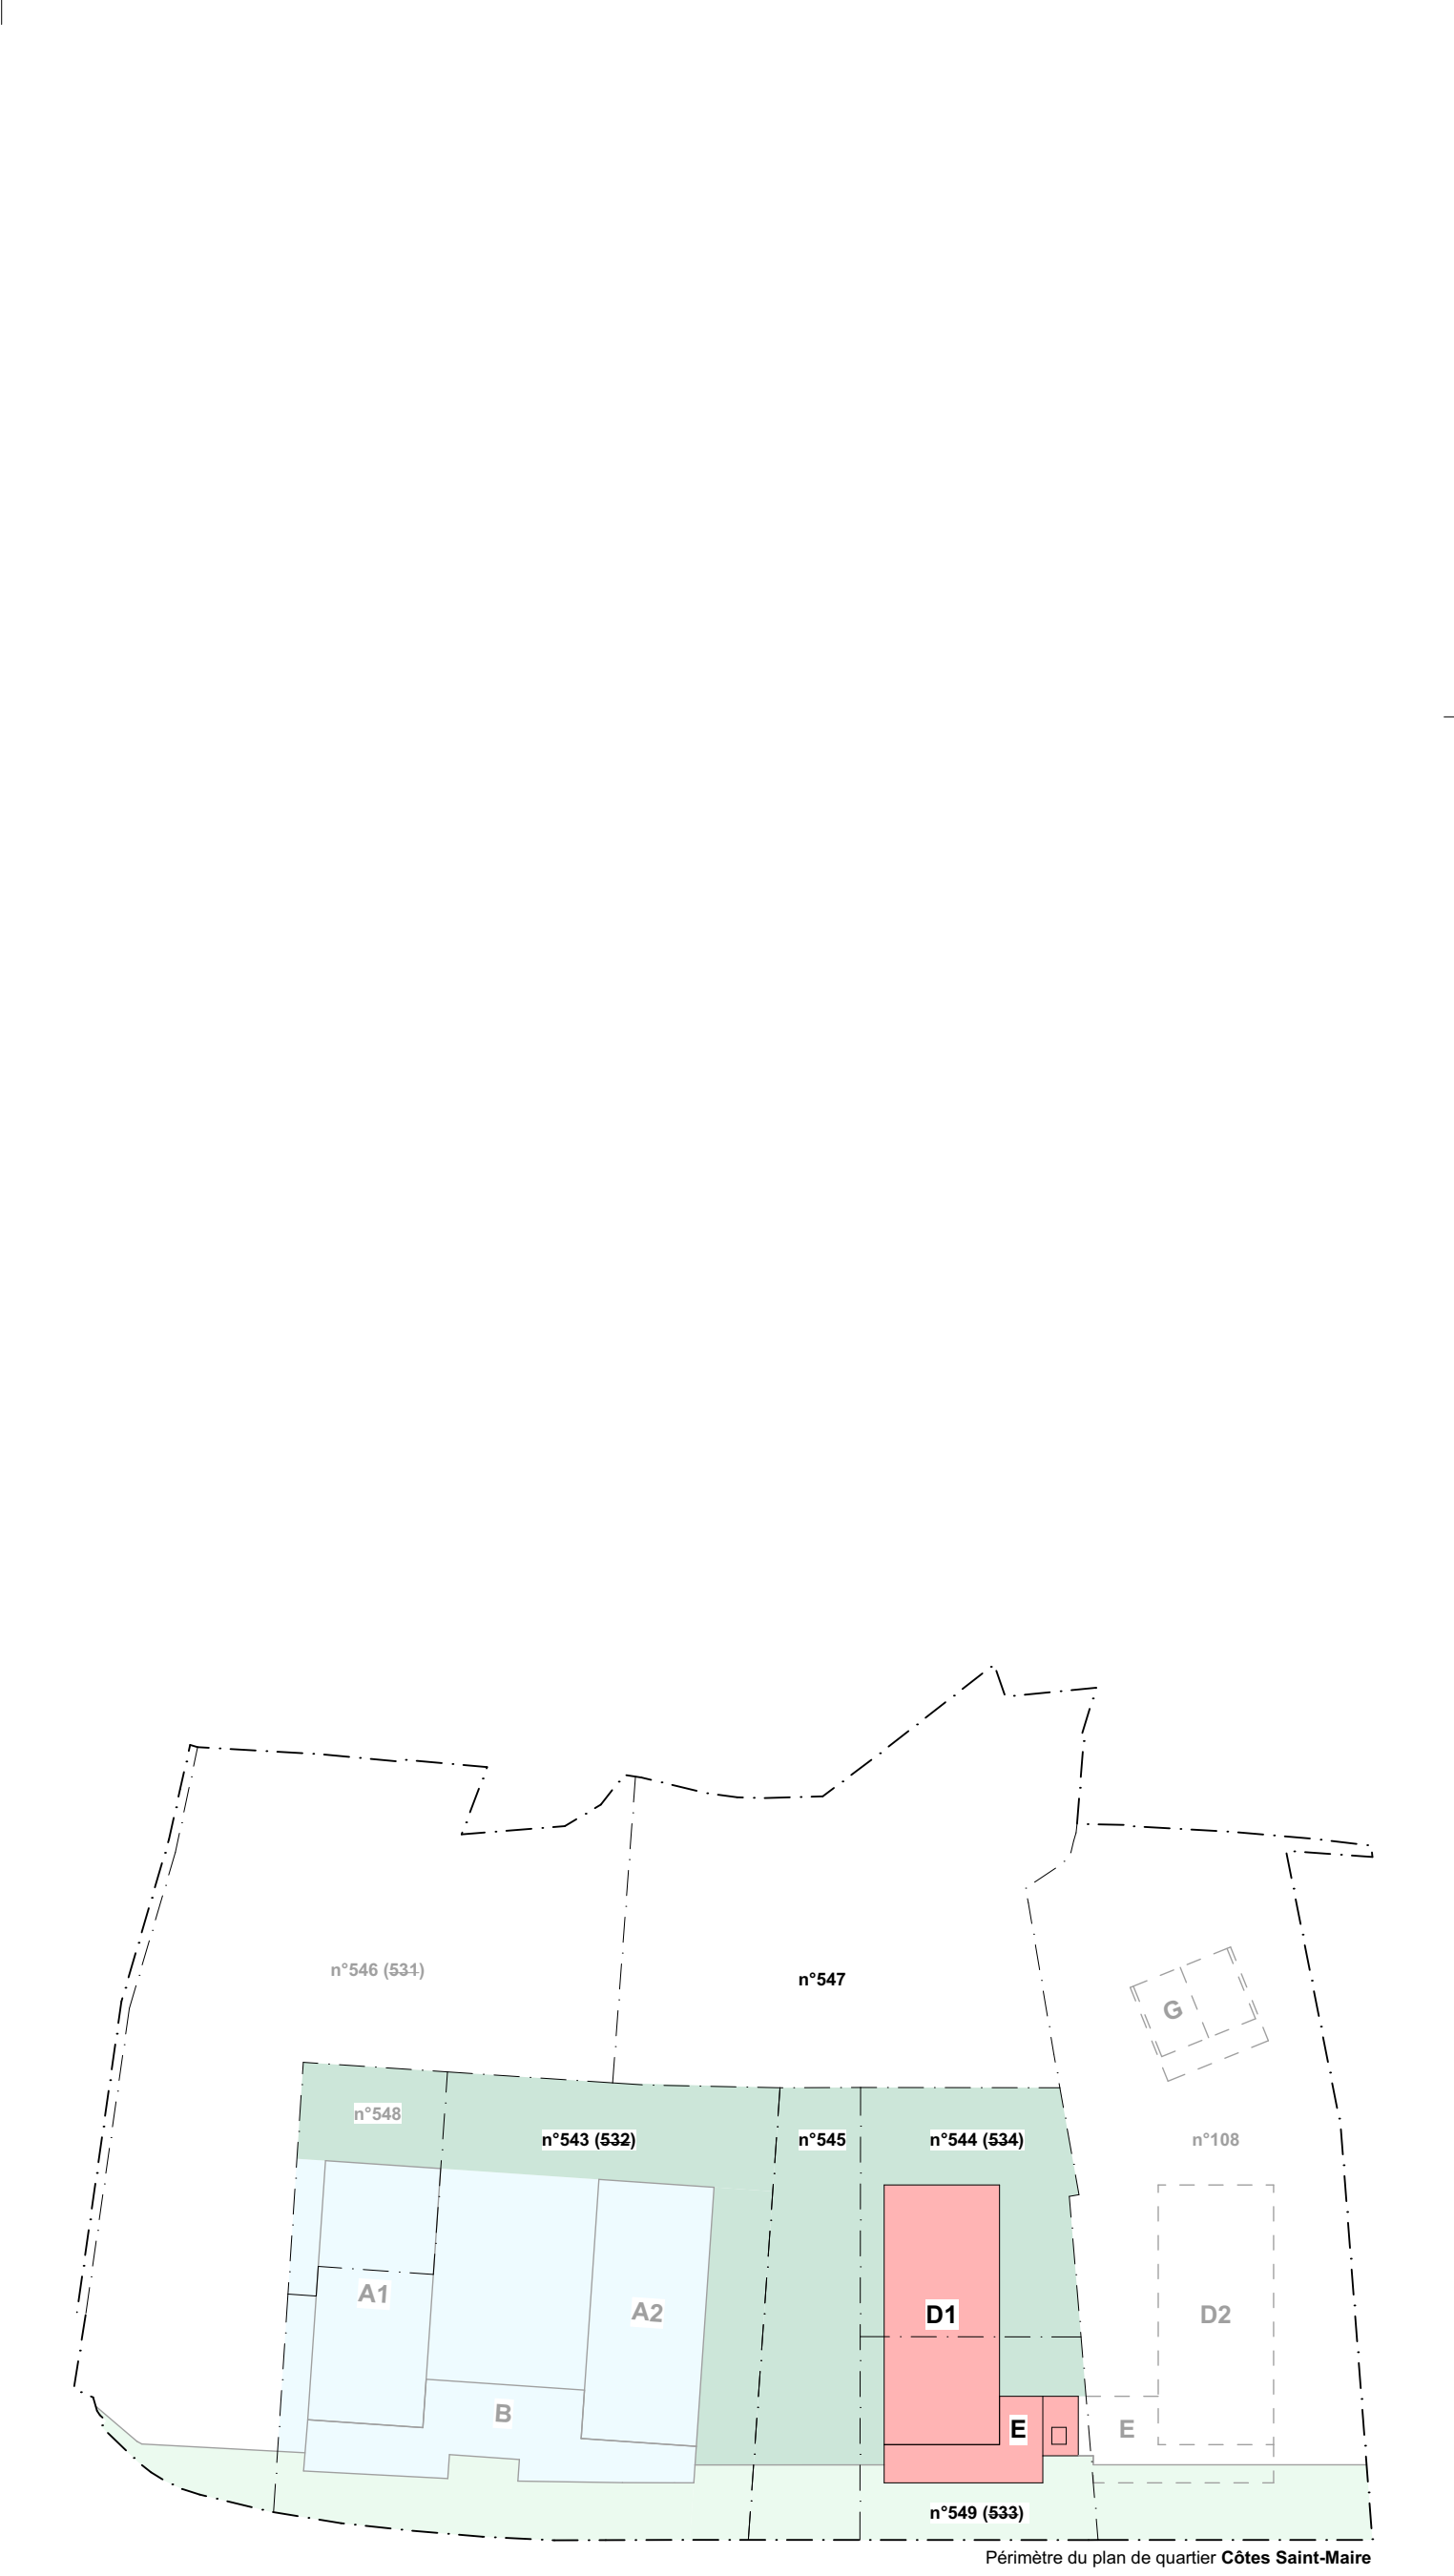 n°546 (531)
n°547
G
n°548
n°543 (532)
n°545
n°544 (534)
n°108
A1
A2
D1
D2
B
E
E
n°549 (533)
Périmètre du plan de quartier Côtes Saint-Maire